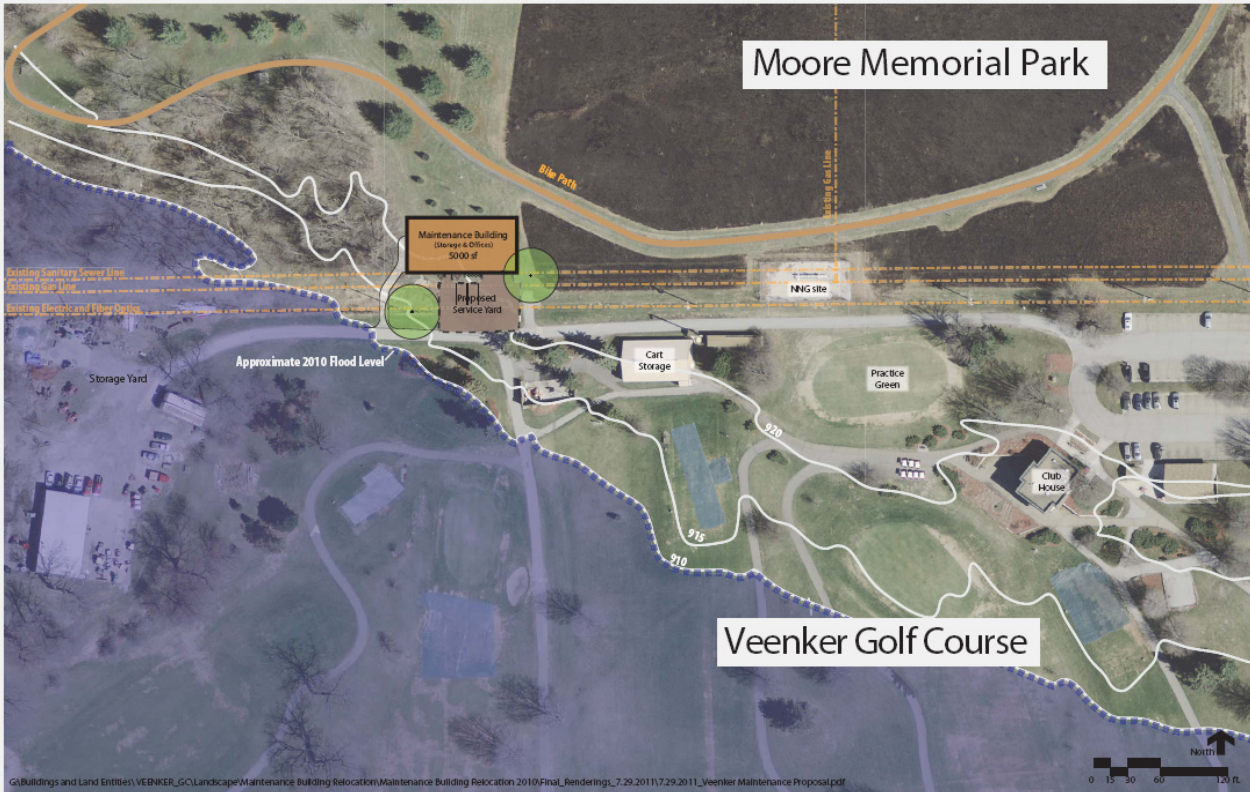 Moore Memorial Park
Bike Path
Existing Gas Line
Maintenance Building
(Storage & Offices)
5000 sf
Existing Sanitary Sewer Line
Existing Gas Line
Existing Electric and Fiber Optics
NNG site
Proposed
Service Yard
Approximate 2010 Flood Level
Cart
Storage
Storage Yard
Practice
Green
920
Club
House
915
910
Veenker Golf Course
North
0 15 30 60 120 ft.
G:\Buildings and Land Entities\VEENKER_GC\Landscape\Maintenance Building Relocation\Maintenance Building Relocation 2010\Final_Renderings_7.29.2011\7.29.2011_Veenker Maintenance Proposal.pdf